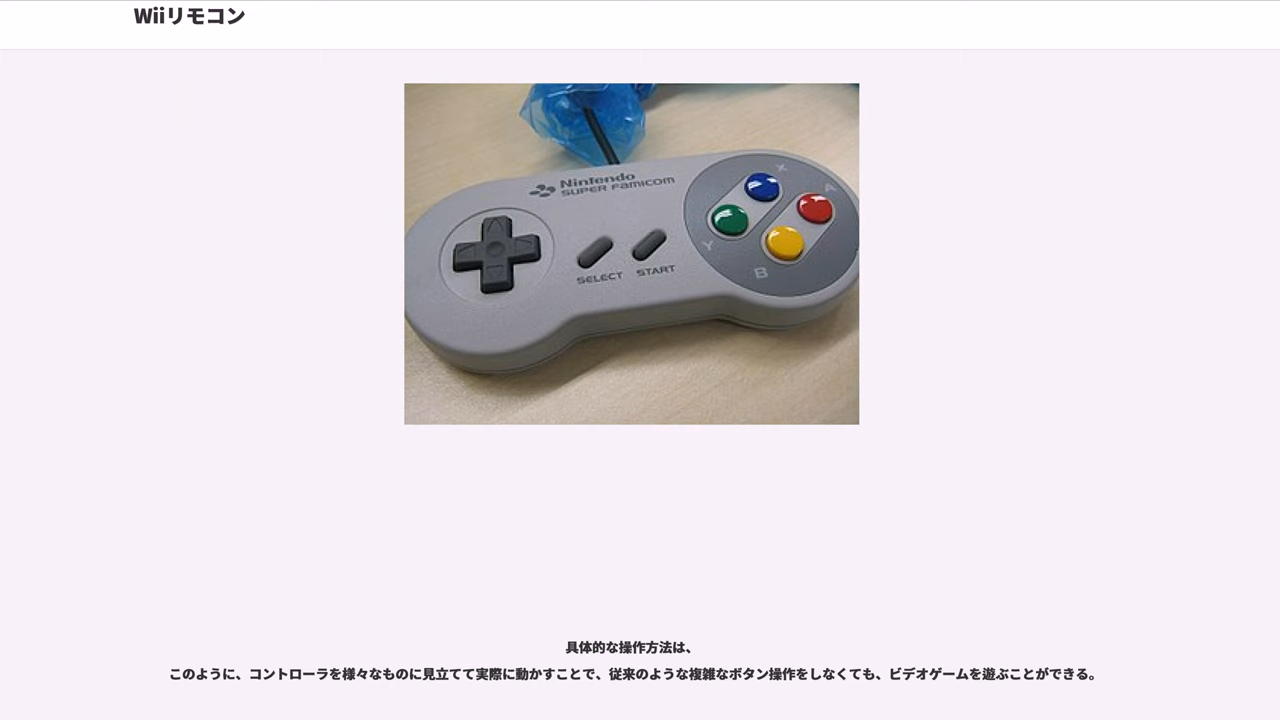 Wiiリモコン
Nintendo
SUPER FAMICOM
X
A
Y
B
SELECT START
具体的な操作方法は、
このように、コントローラを様々なものに見立てて実際に動かすことで、従来のような複雑なボタン操作をしなくても、ビデオゲームを遊ぶことができる。